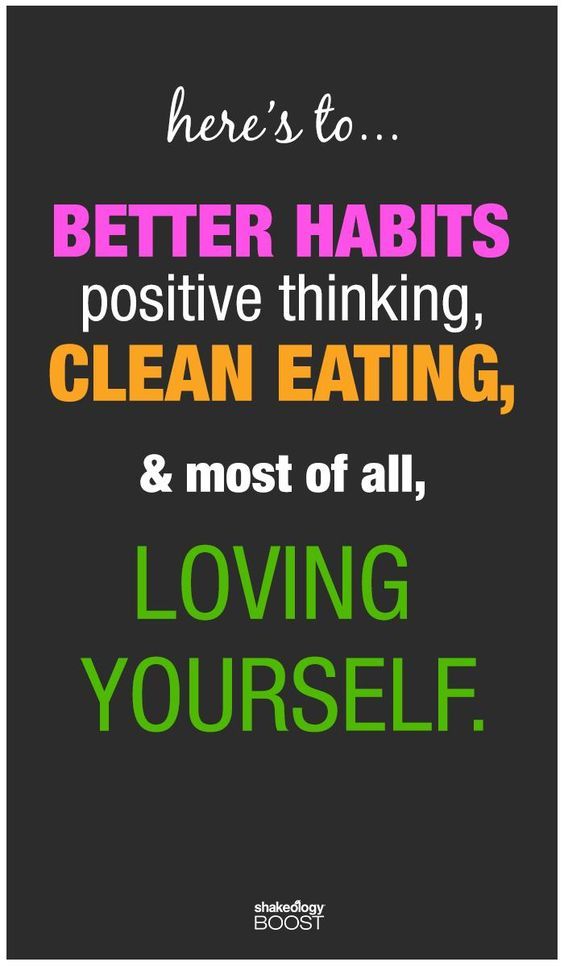 here's to...
BETTER HABITS
positive thinking,
CLEAN EATING,
& most of all,
LOVING
YOURSELF.
shakeology
BOOST